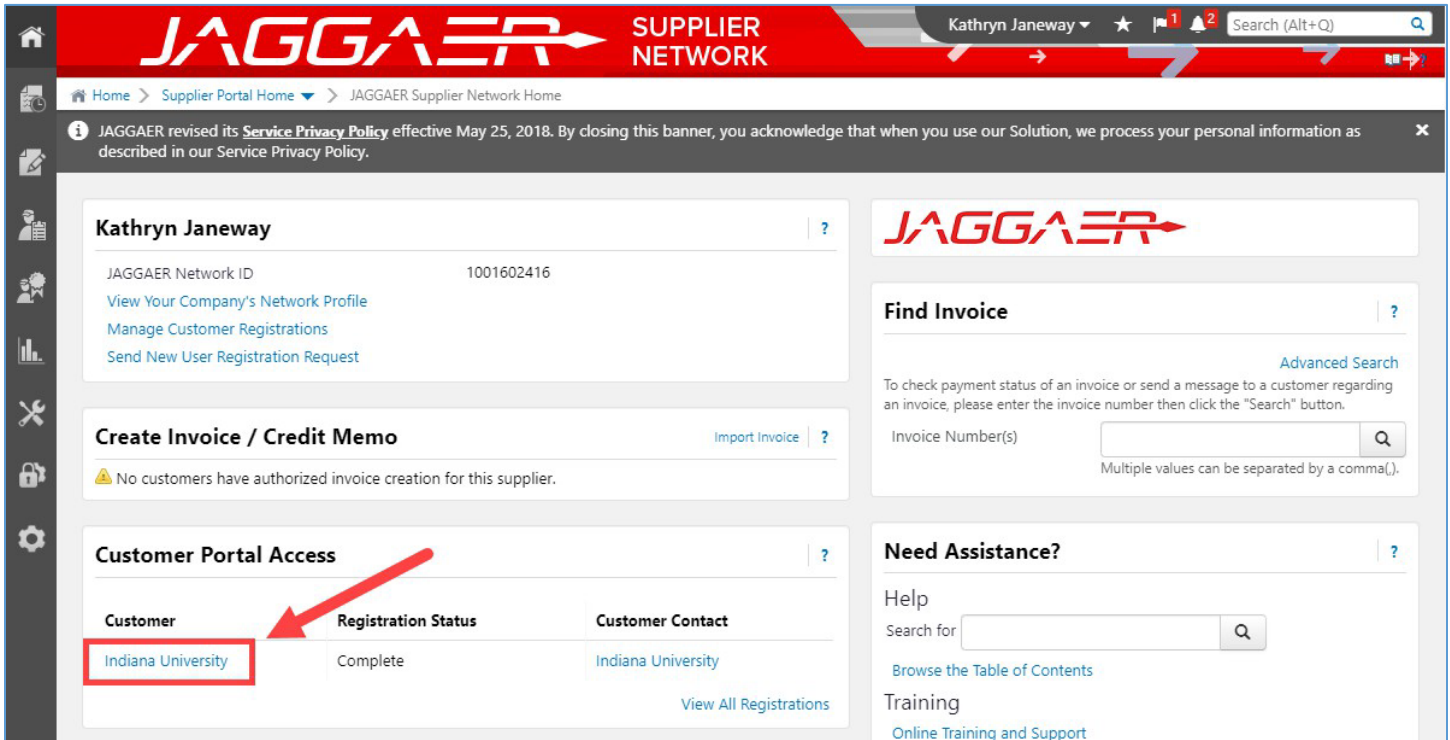 JAGGAER
SUPPLIER
NETWORK
Kathryn Janeway
1
2
Search (Alt+Q)
?
Home > Supplier Portal Home > JAGGAER Supplier Network Home
JAGGAER revised its Service Privacy Policy effective May 25, 2018. By closing this banner, you acknowledge that when you use our Solution, we process your personal information as
described in our Service Privacy Policy.
Kathryn Janeway ?
JAGGAER Network ID 1001602416
View Your Company's Network Profile
Manage Customer Registrations
Send New User Registration Request
Create Invoice / Credit Memo Import Invoice ?
No customers have authorized invoice creation for this supplier.
Customer Portal Access ?
Customer Registration Status Customer Contact
Indiana University Complete Indiana University
View All Registrations
JAGGAER
Find Invoice ?
Advanced Search
To check payment status of an invoice or send a message to a customer regarding
an invoice, please enter the invoice number then click the "Search" button.
Invoice Number(s)
Multiple values can be separated by a comma(,).
Need Assistance? ?
Help
Search for
Browse the Table of Contents
Training
Online Training and Support